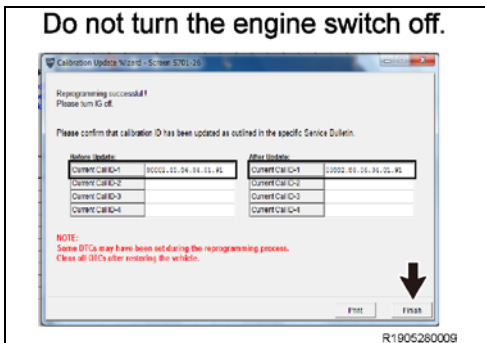 Do not turn the engine switch off.
Calibration Update Wizard - Screen S701-26
Reprogramming successful!
Please turn IG off.
Please confirm that calibration ID has been updated as outlined in the specific Service Bulletin.
Before Update: After Update:
Current CalID-1 Current CalID-1
Current CalID-2 Current CalID-2
Current CalID-3 Current CalID-3
Current CalID-4 Current CalID-4
NOTE:
Some DTCs may have been set during the reprogramming process.
Clear all DTCs after restoring the vehicle.
Print Finish
R1905280009